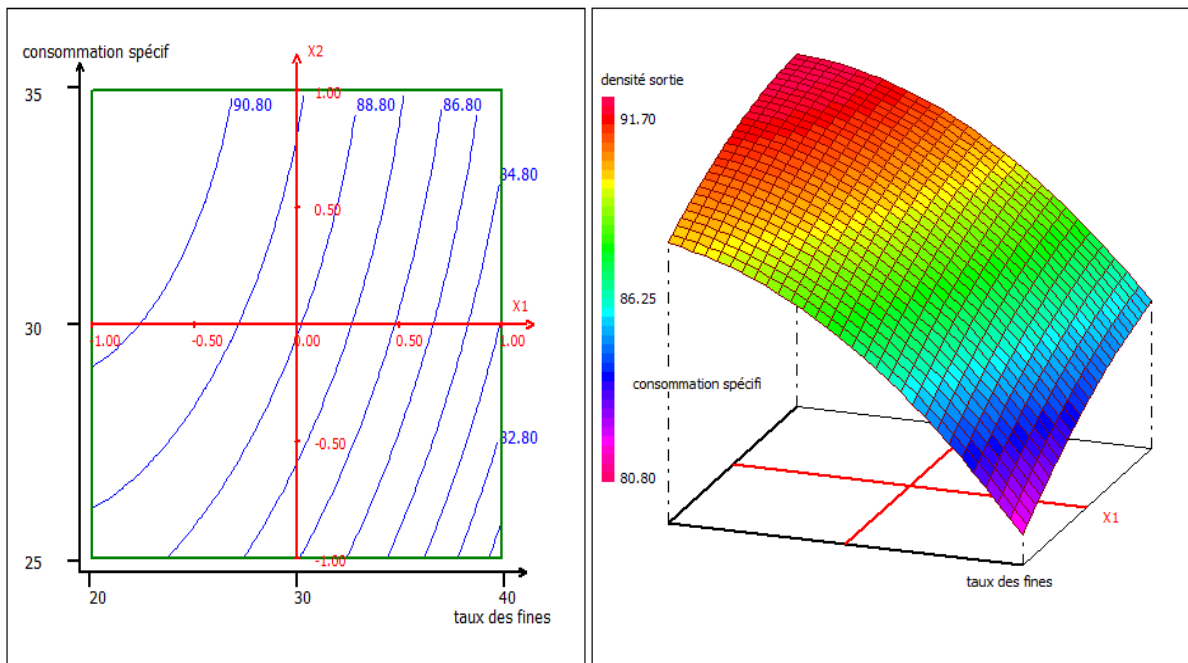 consommation spécif
X2
35
90.80
1.00
88.80
86.80
84.80
0.50
X1
30
-1.00
-0.50
0.00
0.50
1.00
-0.50
82.80
25
-1.00
20
30
40
taux des fines
densité sortie
91.70
86.25
consommation spécifi
80.80
X1
taux des fines